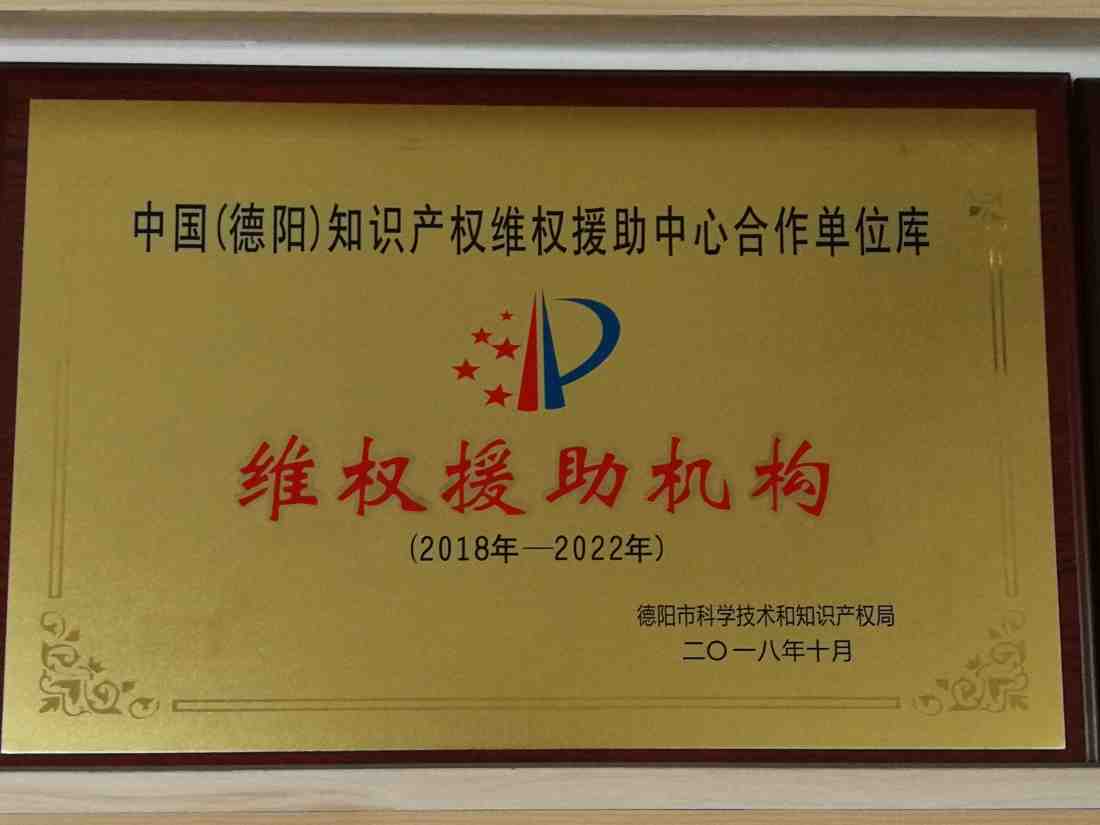 中国(德阳)知识产权维权援助中心合作单位库
维权援助机构
(2018年—2022年)
德阳市科学技术和知识产权局
二〇一八年十月